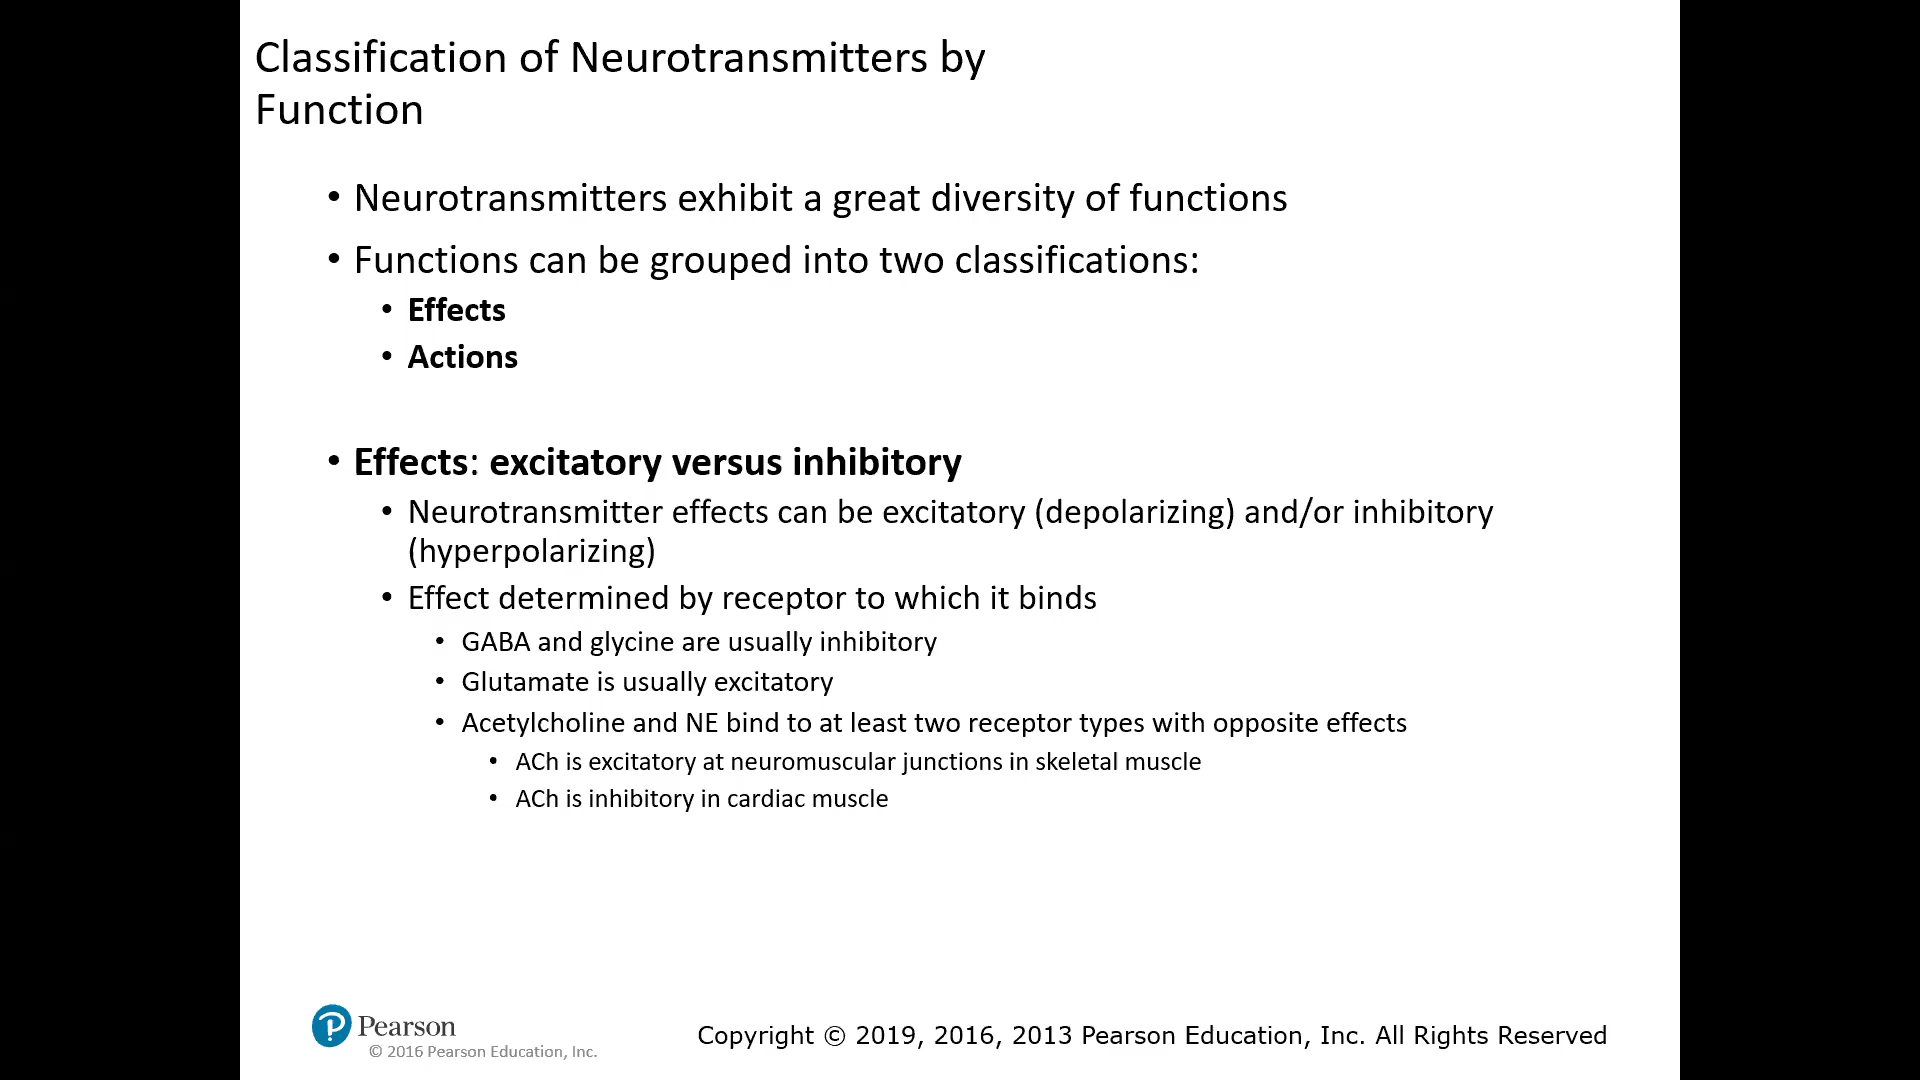 Classification of Neurotransmitters by
Function
• Neurotransmitters exhibit a great diversity of functions
• Functions can be grouped into two classifications:
• Effects
• Actions
• Effects: excitatory versus inhibitory
• Neurotransmitter effects can be excitatory (depolarizing) and/or inhibitory
(hyperpolarizing)
• Effect determined by receptor to which it binds
• GABA and glycine are usually inhibitory
• Glutamate is usually excitatory
• Acetylcholine and NE bind to at least two receptor types with opposite effects
• ACh is excitatory at neuromuscular junctions in skeletal muscle
• ACh is inhibitory in cardiac muscle
Pearson
© 2016 Pearson Education, Inc.
Copyright © 2019, 2016, 2013 Pearson Education, Inc. All Rights Reserved